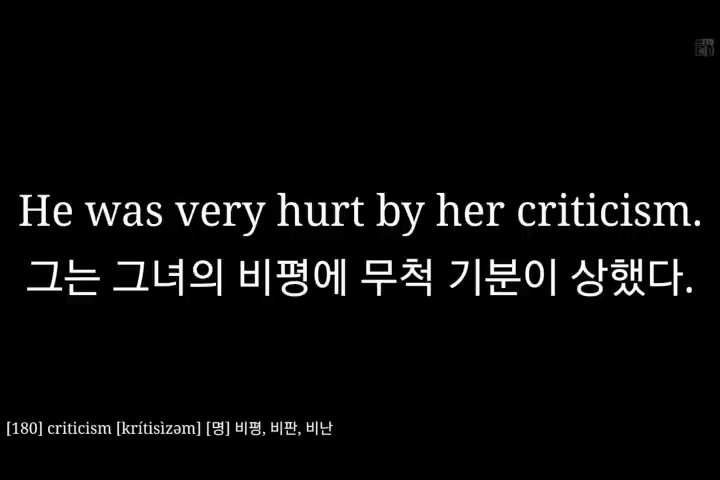 He was very hurt by her criticism.
그는 그녀의 비평에 무척 기분이 상했다.
[180] criticism [krítisìzəm] [명] 비평, 비판, 비난